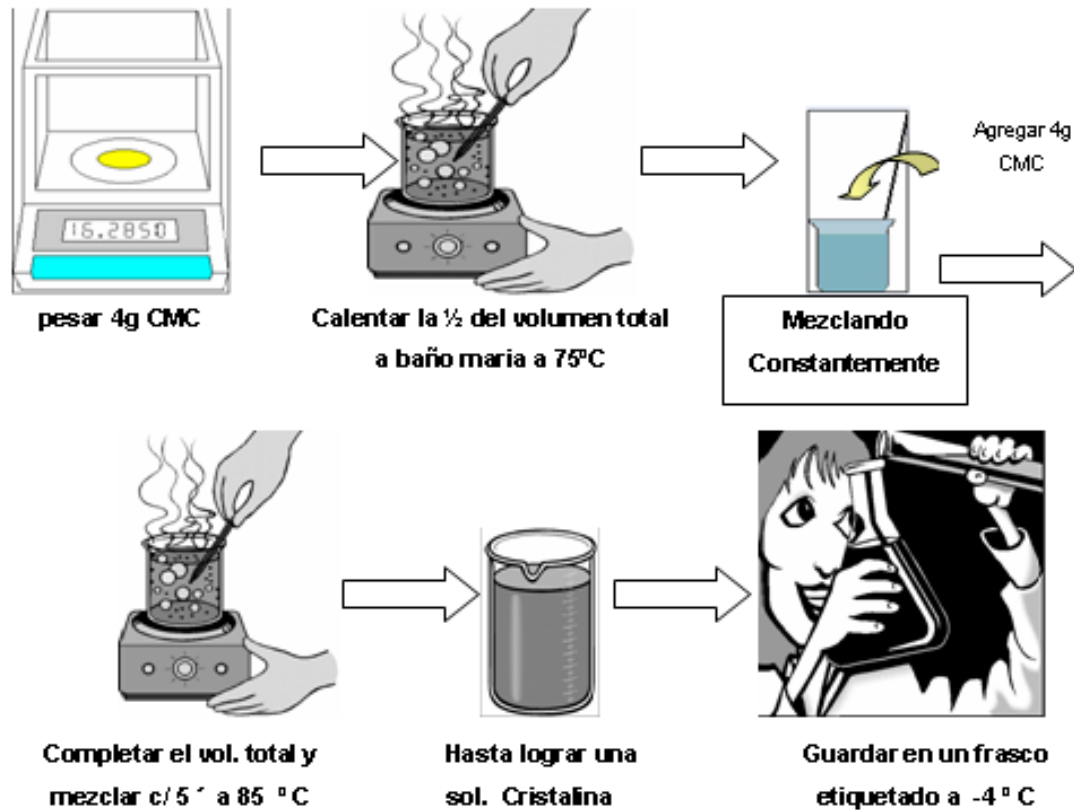 16.2850
pesar 4g CMC
Calentar la ½ del volumen total
a baño maria a 75ºC
Agregar 4g
CMC
Mezclando
Constantemente
Completar el vol. total y
mezclar c/ 5 ´ a 85 º C
Hasta lograr una
sol. Cristalina
Guardar en un frasco
etiquetado a -4 º C